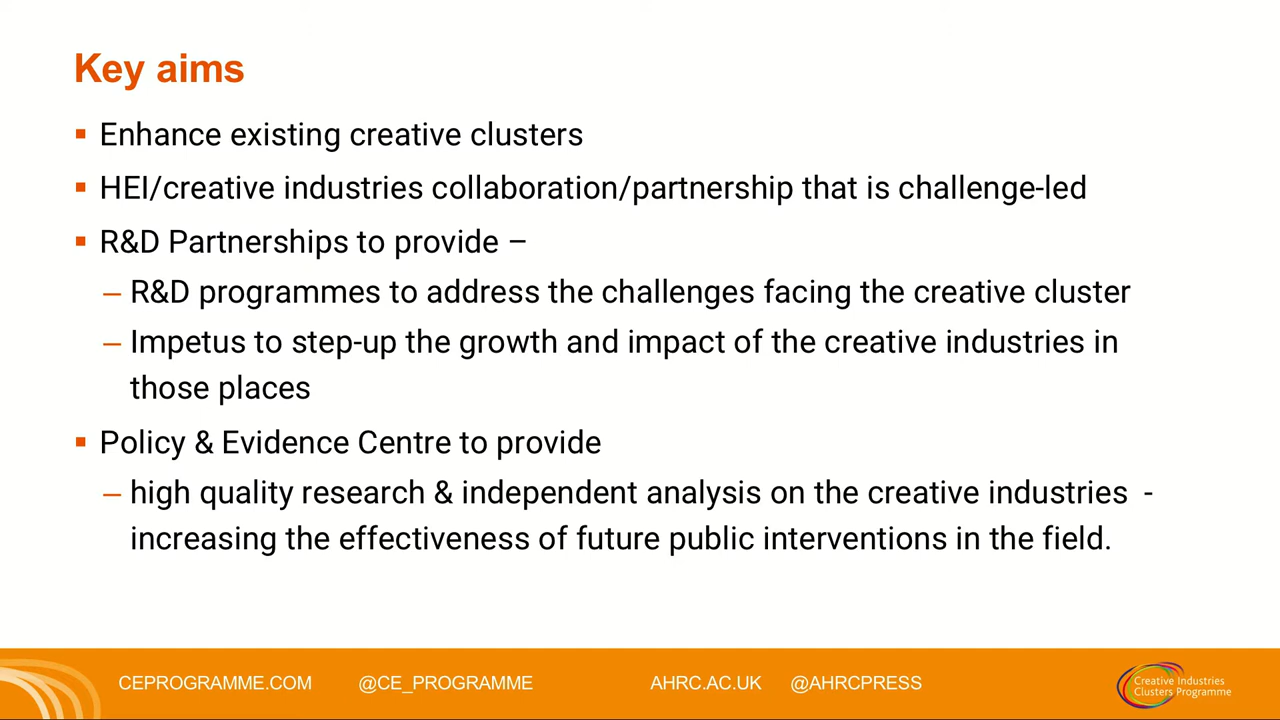 Key aims
▪ Enhance existing creative clusters
▪ HEI/creative industries collaboration/partnership that is challenge-led
▪ R&D Partnerships to provide –
– R&D programmes to address the challenges facing the creative cluster
– Impetus to step-up the growth and impact of the creative industries in
those places
▪ Policy & Evidence Centre to provide
– high quality research & independent analysis on the creative industries -
increasing the effectiveness of future public interventions in the field.
CEPROGRAMME.COM @CE_PROGRAMME AHRC.AC.UK @AHRCPRESS
Creative Industries
Clusters Programme